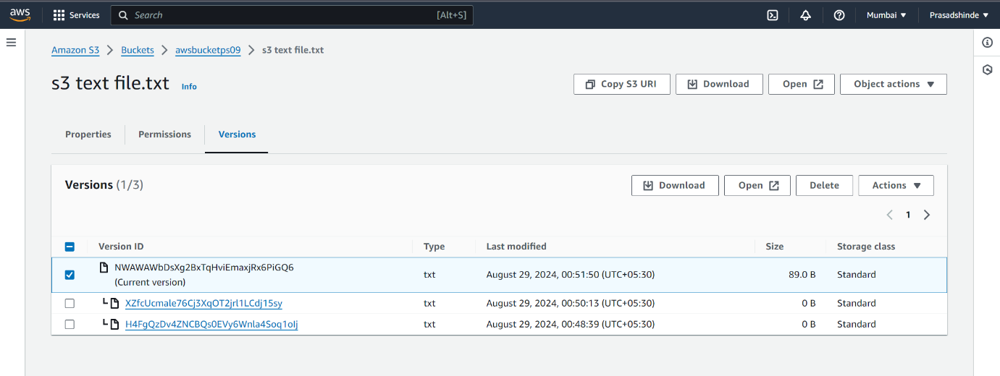 aws Services Search [Alt+S] Mumbai Prasadshinde
Amazon S3 Buckets awsbucketps09 s3 text file.txt
s3 text file.txt Info Copy S3 URI Download Open Object actions
Properties Permissions Versions
Versions (1/3) Download Open Delete Actions
1
Version ID Type Last modified Size Storage class
NWAWAWbDsXg2BxTqHviEmaxjRx6PiGQ6
(Current version) txt August 29, 2024, 00:51:50 (UTC+05:30) 89.0 B Standard
XZfcUcmale76Cj3XqOT2jrl1LCdj15sy txt August 29, 2024, 00:50:13 (UTC+05:30) 0 B Standard
H4FgQzDv4ZNCBQs0EVy6Wnla4Soq1oIj txt August 29, 2024, 00:48:39 (UTC+05:30) 0 B Standard